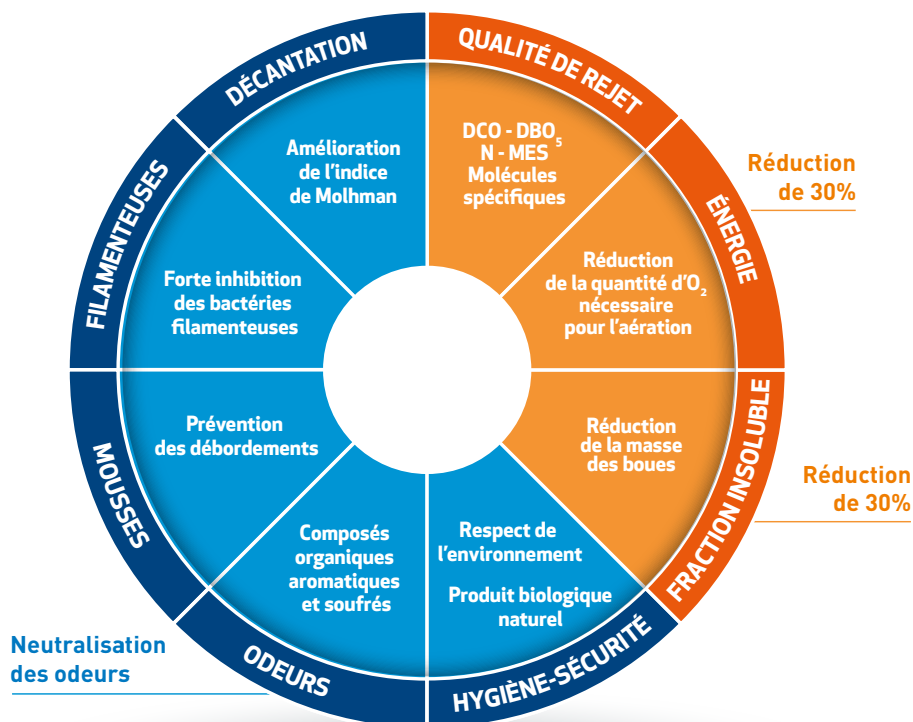 DÉCANTATION
Amélioration
de l'indice
de Molhman
QUALITÉ DE REJET
DCO - DBO₅
N - MES
Molécules
spécifiques
ÉNERGIE
Réduction
de la quantité d'O₂
nécessaire
pour l'aération
Réduction
de 30%
FRACTION INSOLUBLE
Réduction
de la masse
des boues
Réduction
de 30%
HYGIÈNE-SÉCURITÉ
Respect de
l'environnement
Produit biologique
naturel
ODEURS
Composés
organiques
aromatiques
et soufrés
Neutralisation
des odeurs
MOUSSES
Prévention
des débordements
FILAMENTEUSES
Forte inhibition
des bactéries
filamenteuses